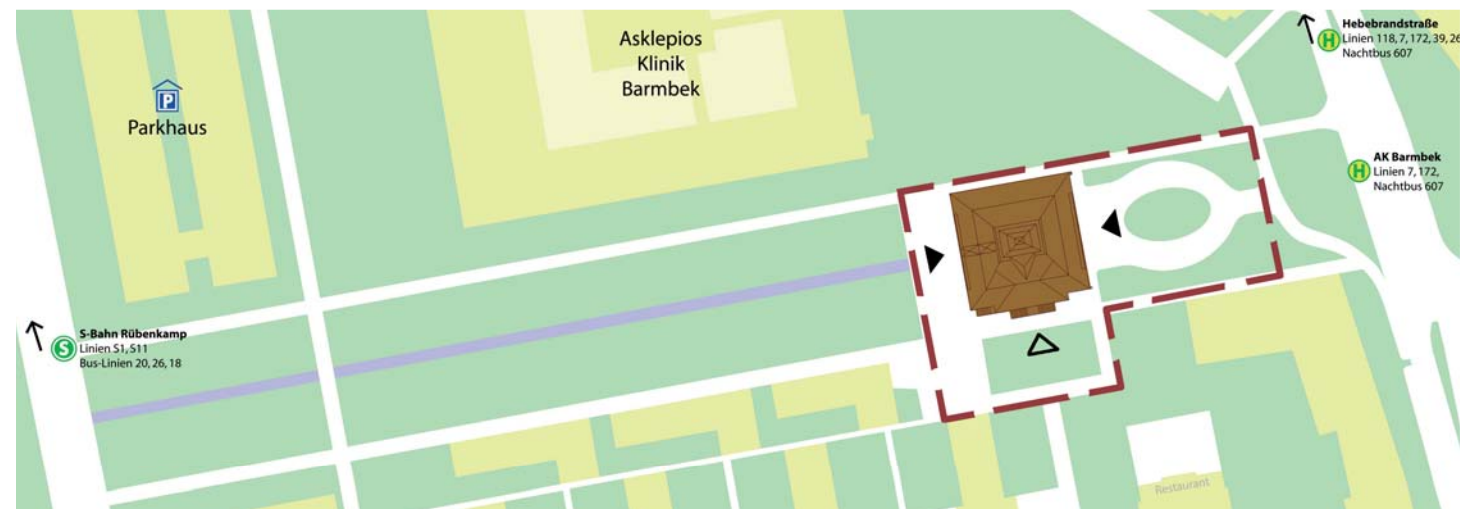 Asklepios
Klinik
Barmbek
P
Parkhaus
Hebebrandstraße
H
Linien 118, 7, 172, 39, 26
Nachtbus 607
AK Barmbek
H
Linien 7, 172,
Nachtbus 607
S-Bahn Rübenkamp
S
Linien S1, S11
Bus-Linien 20, 26, 18
Restaurant